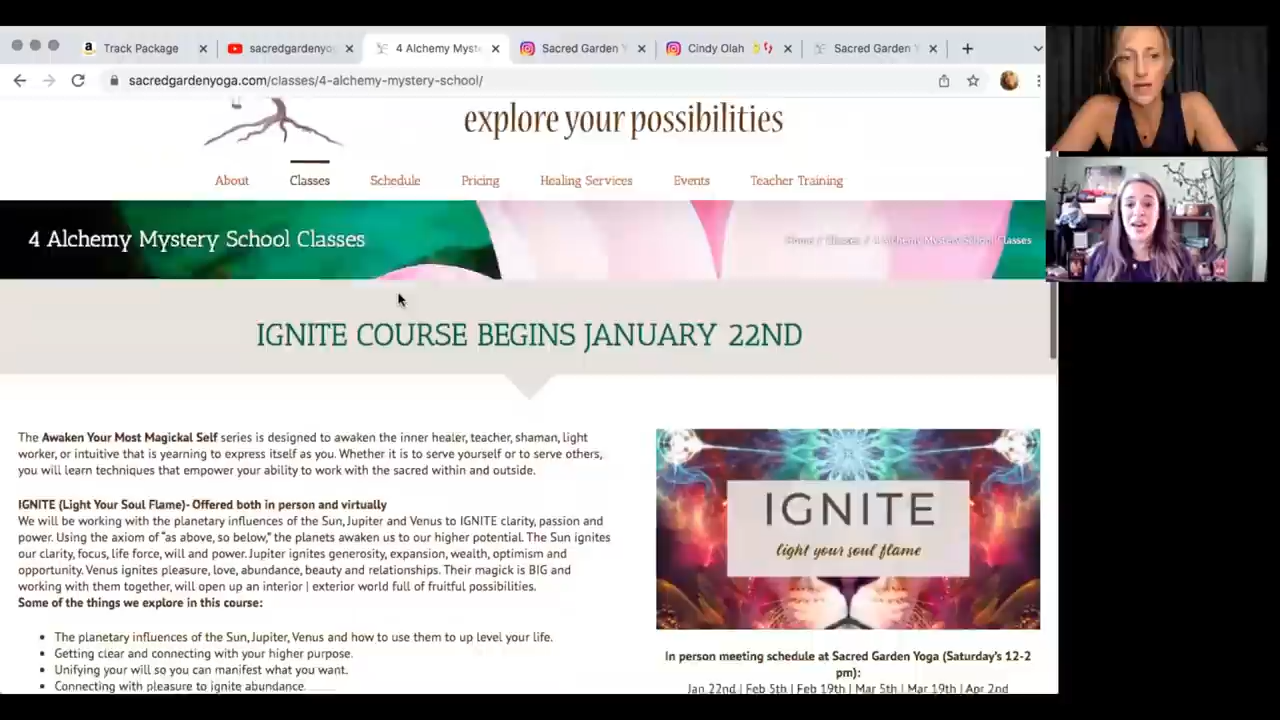 Track Package
sacredgardenyo
4 Alchemy Myst
Sacred Garden Y
Cindy Olah
Sacred Garden Y
sacredgardenyoga.com/classes/4-alchemy-mystery-school/
explore your possibilities
About
Classes
Schedule
Pricing
Healing Services
Events
Teacher Training
4 Alchemy Mystery School Classes
Home / Classes / 4 Alchemy Mystery School Classes
IGNITE COURSE BEGINS JANUARY 22ND
The Awaken Your Most Magickal Self series is designed to awaken the inner healer, teacher, shaman, light
worker, or intuitive that is yearning to express itself as you. Whether it is to serve yourself or to serve others,
you will learn techniques that empower your ability to work with the sacred within and outside.
IGNITE (Light Your Soul Flame)- Offered both in person and virtually
We will be working with the planetary influences of the Sun, Jupiter and Venus to IGNITE clarity, passion and
power. Using the axiom of "as above, so below," the planets awaken us to our higher potential. The Sun ignites
our clarity, focus, life force, will and power. Jupiter ignites generosity, expansion, wealth, optimism and
opportunity. Venus ignites pleasure, love, abundance, beauty and relationships. Their magick is BIG and
working with them together, will open up an interior | exterior world full of fruitful possibilities.
Some of the things we explore in this course:
• The planetary influences of the Sun, Jupiter, Venus and how to use them to up level your life.
• Getting clear and connecting with your higher purpose.
• Unifying your will so you can manifest what you want.
• Connecting with pleasure to ignite abundance.
IGNITE
light your soul flame
In person meeting schedule at Sacred Garden Yoga (Saturday's 12-2
pm):
Jan 22nd | Feb 5th | Feb 19th | Mar 5th | Mar 19th | Apr 2nd